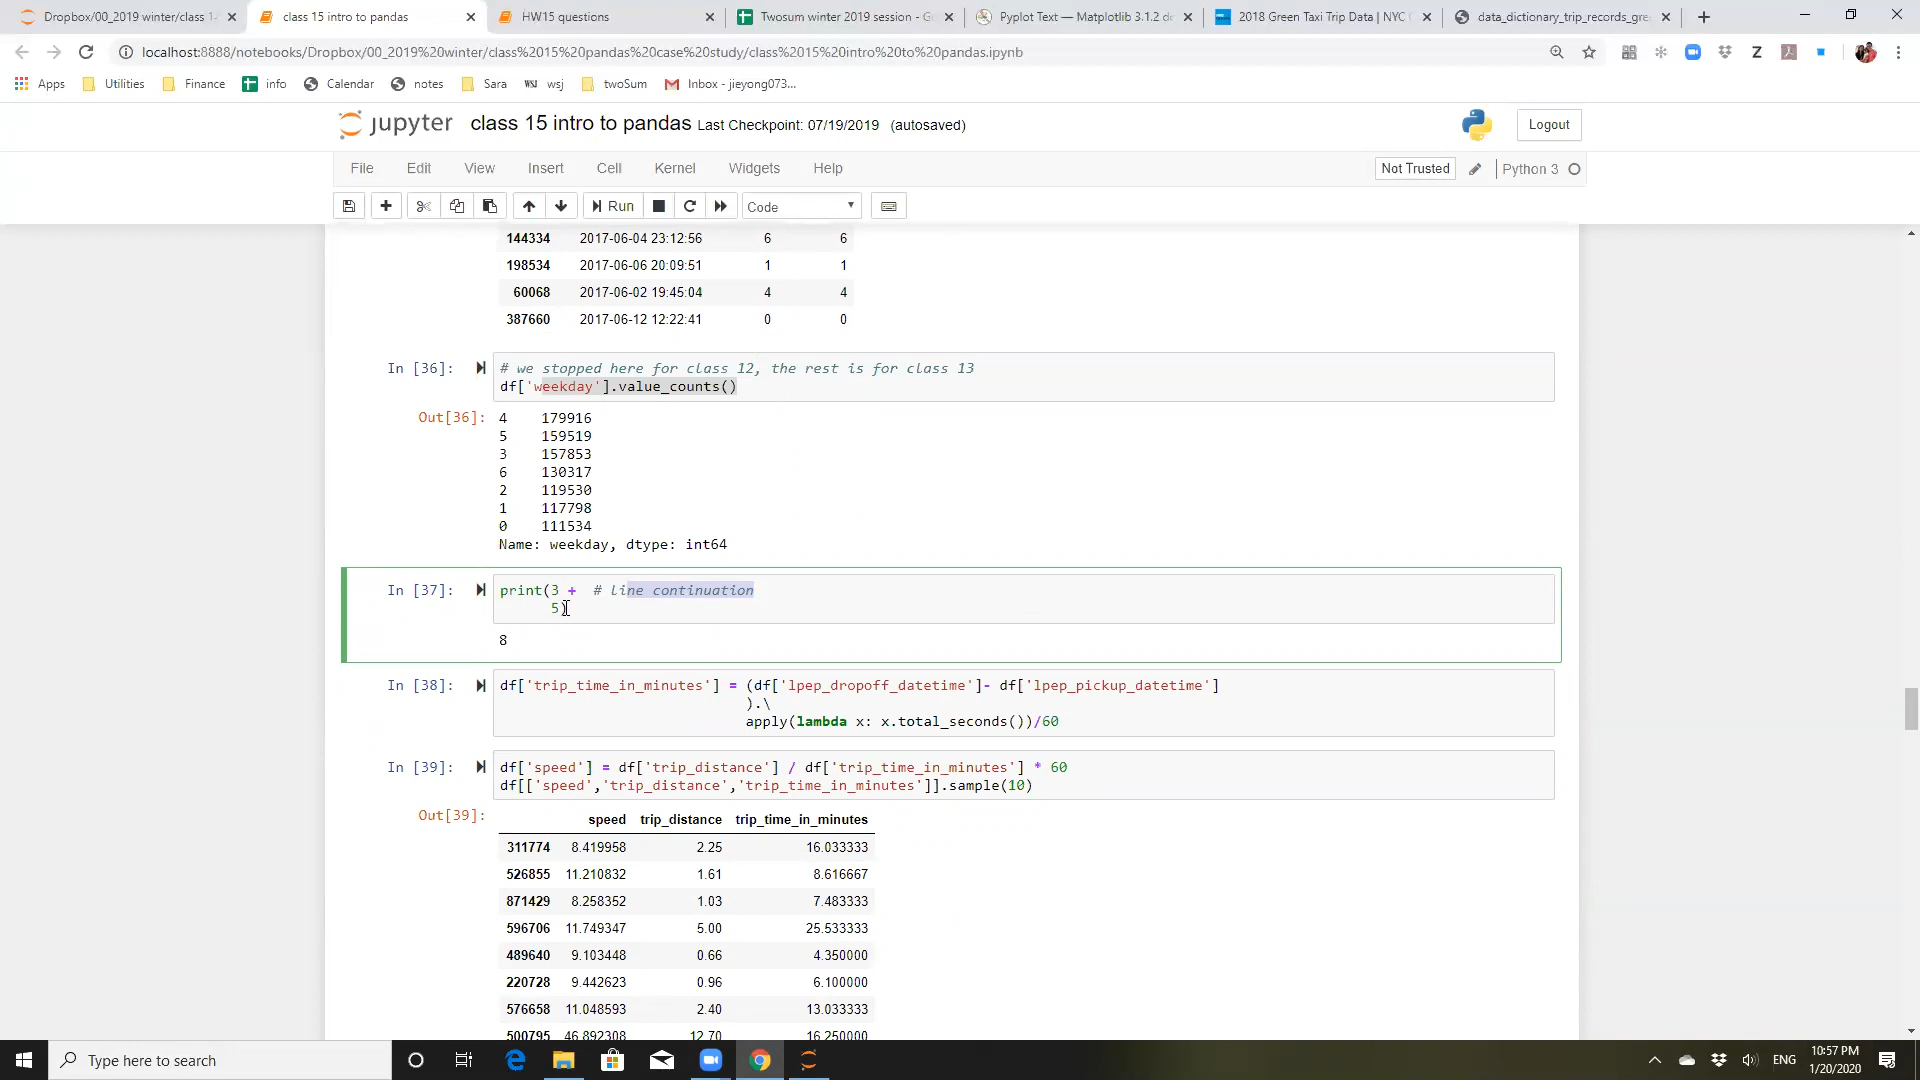 Dropbox/00_2019 winter/class 1
class 15 intro to pandas
HW15 questions
Twosum winter 2019 session - G
Pyplot Text — Matplotlib 3.1.2 d
2018 Green Taxi Trip Data | NYC
data_dictionary_trip_records_gre
localhost:8888/notebooks/Dropbox/00_2019%20winter/class%2015%20pandas%20case%20study/class%2015%20intro%20to%20pandas.ipynb
Z
Apps Utilities Finance info Calendar notes Sara WSJ wsj twoSum Inbox - jieyong073...
jupyter class 15 intro to pandas Last Checkpoint: 07/19/2019 (autosaved) Logout
File Edit View Insert Cell Kernel Widgets Help Not Trusted Python 3
Run Code
144334 2017-06-04 23:12:56 6 6
198534 2017-06-06 20:09:51 1 1
60068 2017-06-02 19:45:04 4 4
387660 2017-06-12 12:22:41 0 0
In [36]: # we stopped here for class 12, the rest is for class 13
df['weekday'].value_counts()
Out[36]: 4 179916
5 159519
3 157853
6 130317
2 119530
1 117798
0 111534
Name: weekday, dtype: int64
In [37]: print(3 + # line continuation
5)
8
In [38]: df['trip_time_in_minutes'] = (df['lpep_dropoff_datetime']- df['lpep_pickup_datetime']
).\
apply(lambda x: x.total_seconds())/60
In [39]: df['speed'] = df['trip_distance'] / df['trip_time_in_minutes'] * 60
df[['speed','trip_distance','trip_time_in_minutes']].sample(10)
Out[39]:
speed trip_distance trip_time_in_minutes
311774 8.419958 2.25 16.033333
526855 11.210832 1.61 8.616667
871429 8.258352 1.03 7.483333
596706 11.749347 5.00 25.533333
489640 9.103448 0.66 4.350000
220728 9.442623 0.96 6.100000
576658 11.048593 2.40 13.033333
500795 46.892308 12.70 16.250000
Type here to search
ENG
10:57 PM
1/20/2020